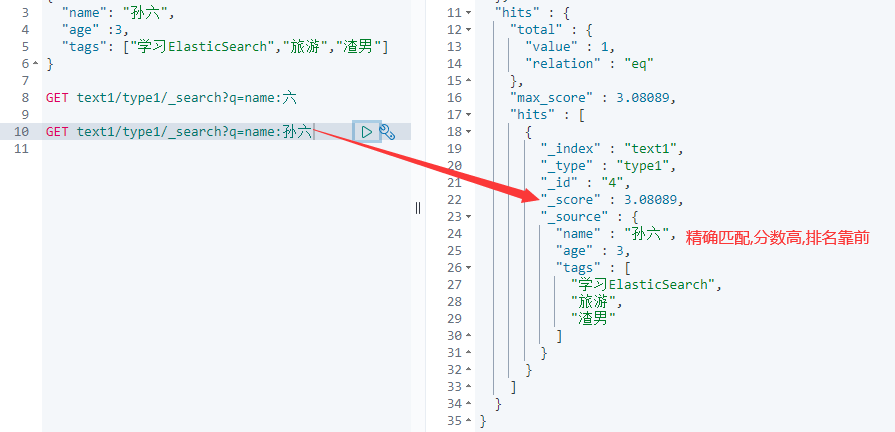 {
3 "name": "孙六",
4 "age" :3,
5 "tags": ["学习ElasticSearch","旅游","渣男"]
6 }
7
8 GET text1/type1/_search?q=name:六
9
10 GET text1/type1/_search?q=name:孙六
11
},
11 "hits" : {
12 "total" : {
13 "value" : 1,
14 "relation" : "eq"
15 },
16 "max_score" : 3.08089,
17 "hits" : [
18 {
19 "_index" : "text1",
20 "_type" : "type1",
21 "_id" : "4",
22 "_score" : 3.08089,
23 "_source" : {
24 "name" : "孙六", 精确匹配,分数高,排名靠前
25 "age" : 3,
26 "tags" : [
27 "学习ElasticSearch",
28 "旅游",
29 "渣男"
30 ]
31 }
32 }
33 ]
34 }
35 }